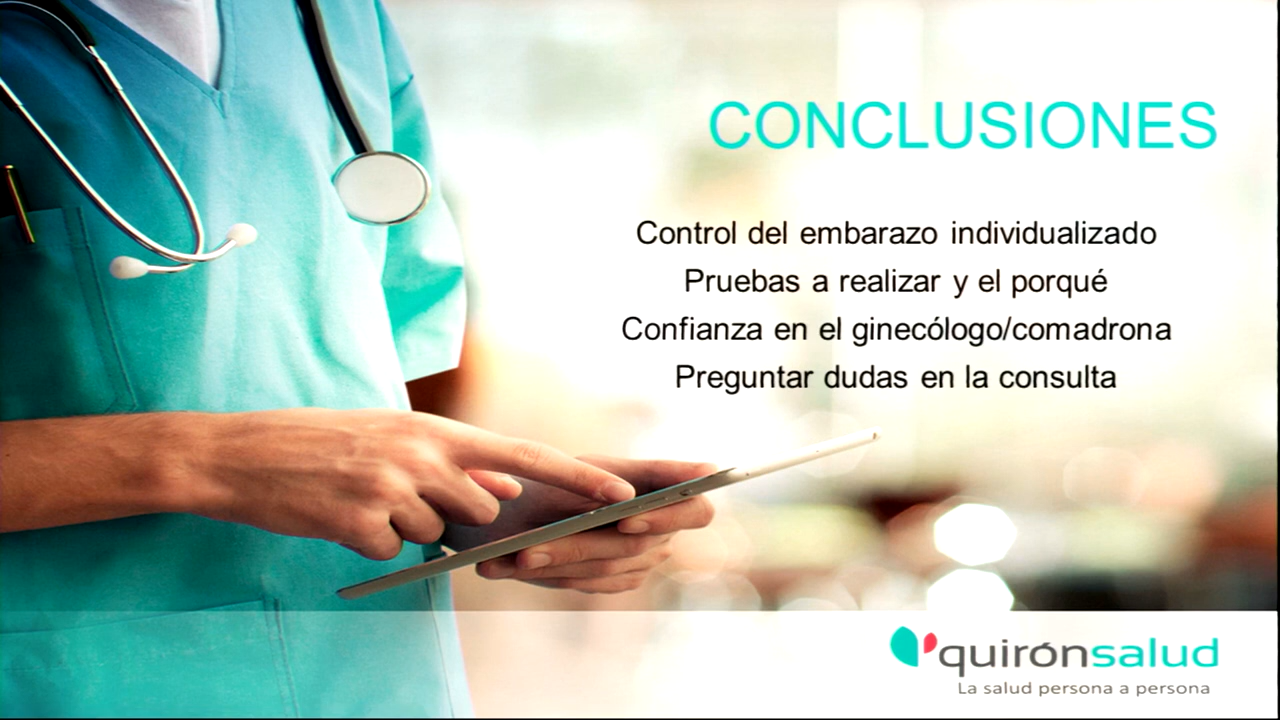 CONCLUSIONES
Control del embarazo individualizado
Pruebas a realizar y el porqué
Confianza en el ginecólogo/comadrona
Preguntar dudas en la consulta
quirónsalud
La salud persona a persona